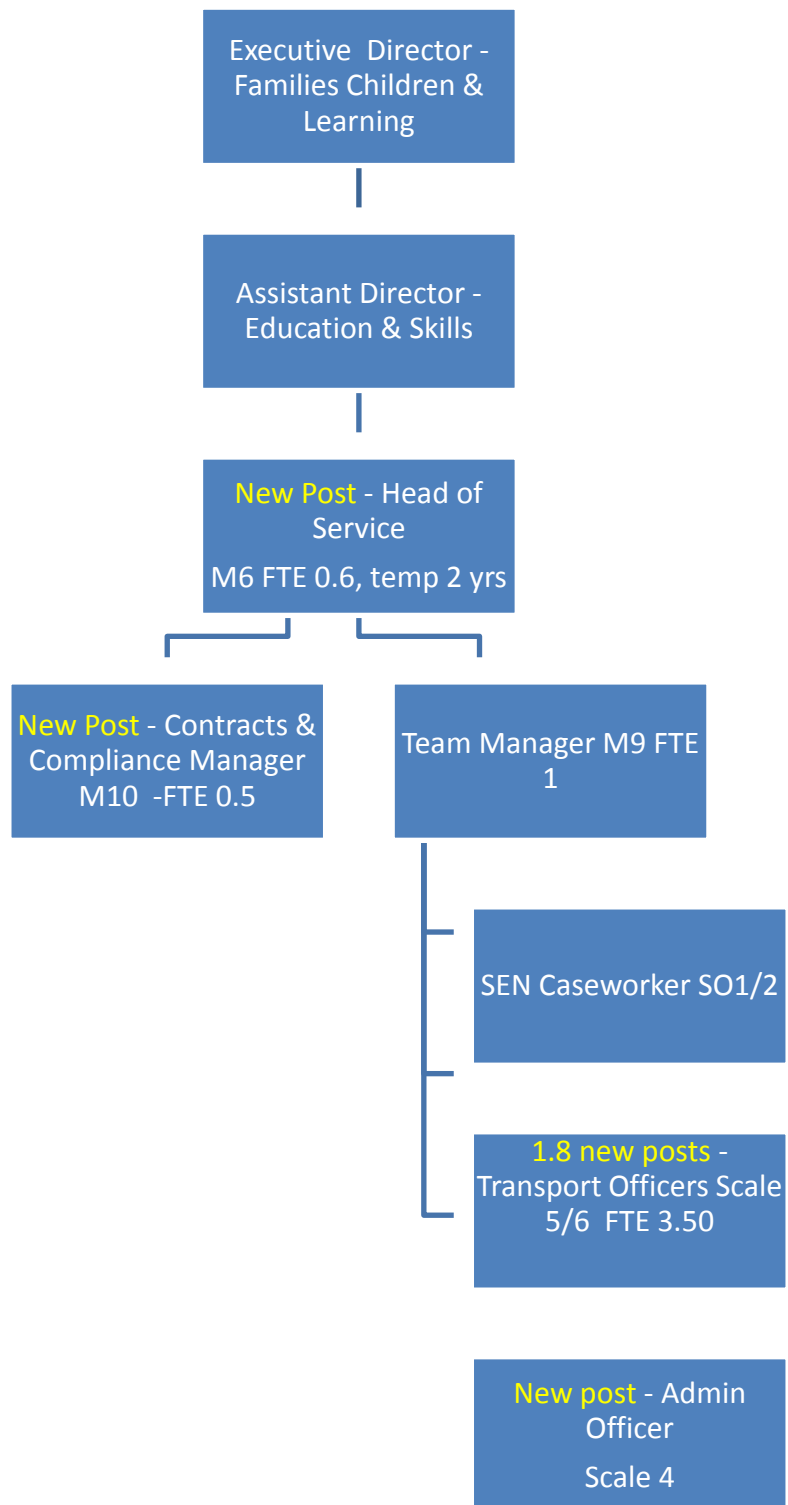 Executive  Director -
Families Children &
Learning
Assistant Director -
Education & Skills
New Post - Head of
Service
M6 FTE 0.6, temp 2 yrs
New Post - Contracts &
Compliance Manager
M10  -FTE 0.5
Team Manager M9 FTE
1
SEN Caseworker SO1/2
1.8 new posts -
Transport Officers Scale
5/6  FTE 3.50
New post - Admin
Officer
Scale 4